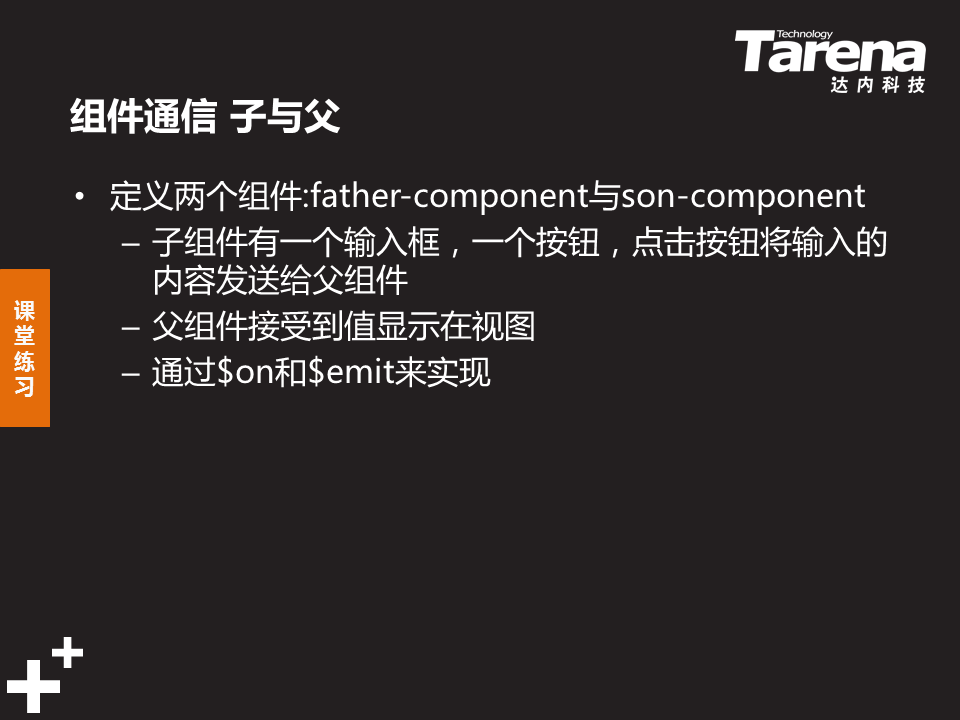 Technology
Tarena
达内科技
组件通信 子与父
• 定义两个组件:father-component与son-component
– 子组件有一个输入框，一个按钮，点击按钮将输入的
内容发送给父组件
– 父组件接受到值显示在视图
– 通过$on和$emit来实现
课
堂
练
习